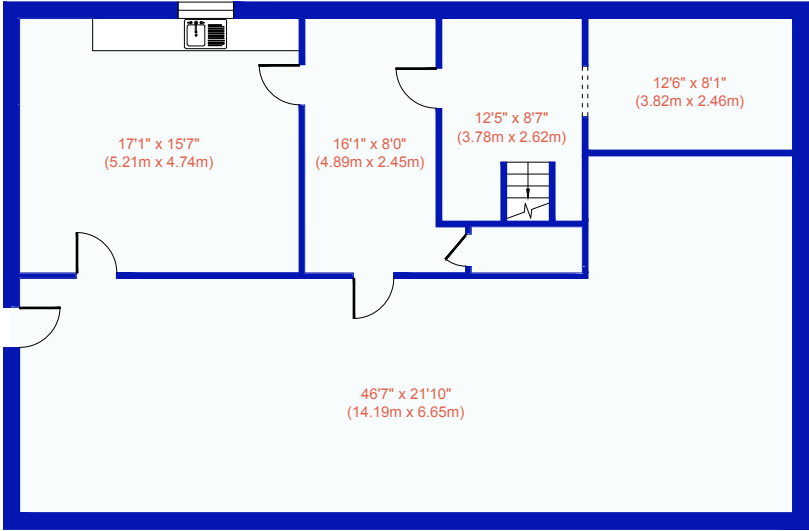 12'6" x 8'1"
(3.82m x 2.46m)
12'5" x 8'7"
(3.78m x 2.62m)
17'1" x 15'7"
(5.21m x 4.74m)
16'1" x 8'0"
(4.89m x 2.45m)
46'7" x 21'10"
(14.19m x 6.65m)